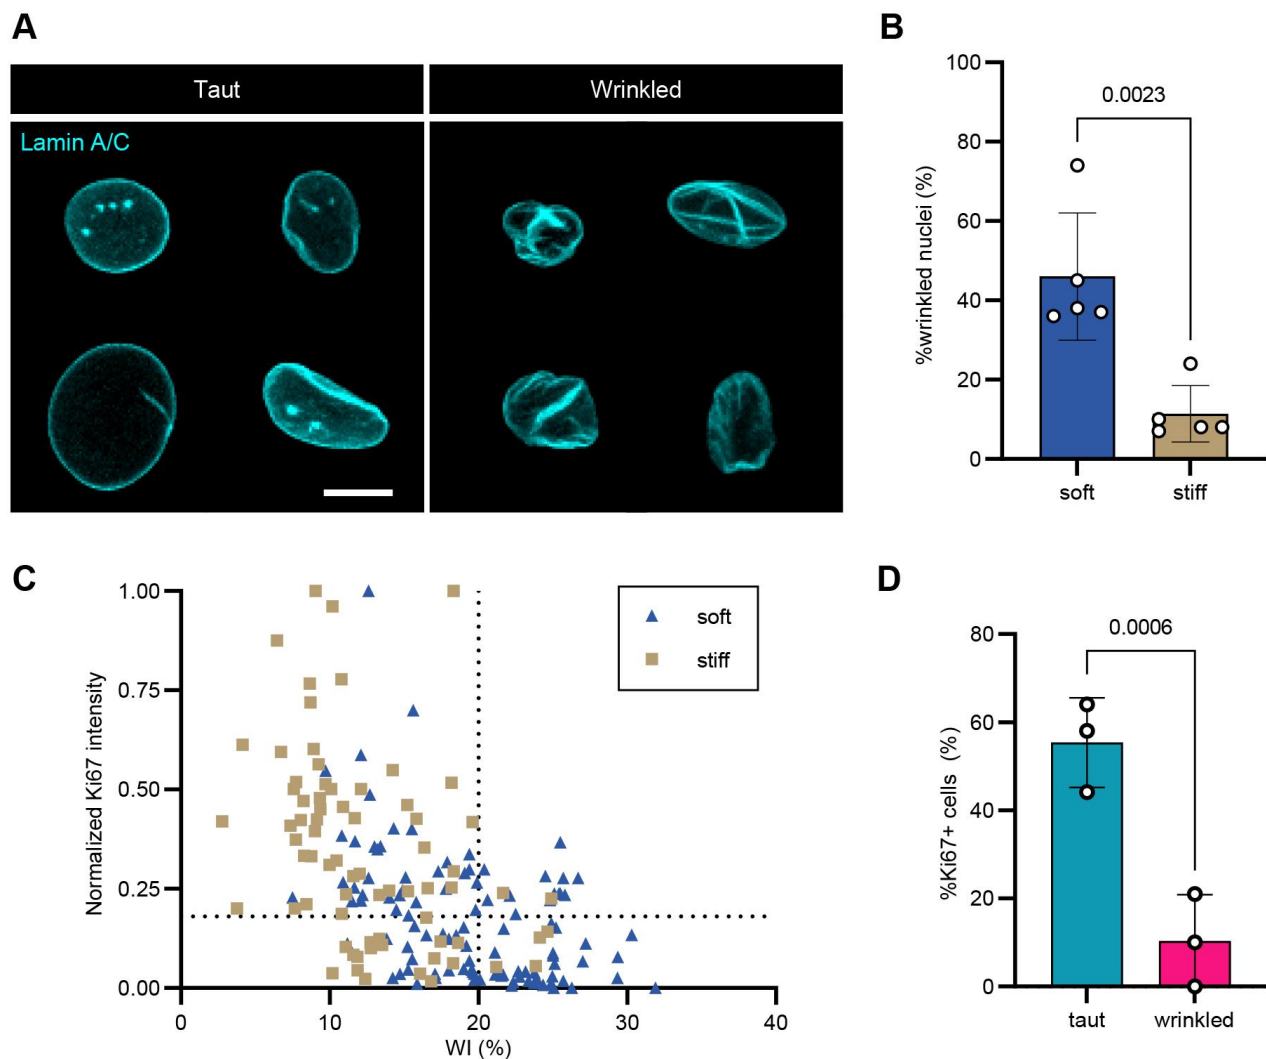 A
Taut
Wrinkled
Lamin A/C
B
%wrinkled nuclei (%)
100
80
60
40
20
0
0.0023
soft
stiff
C
Normalized Ki67 intensity
1.00
0.75
0.50
0.25
0.00
0
10
20
30
40
WI (%)
soft
stiff
D
%Ki67+ cells (%)
80
60
40
20
0
0.0006
taut
wrinkled